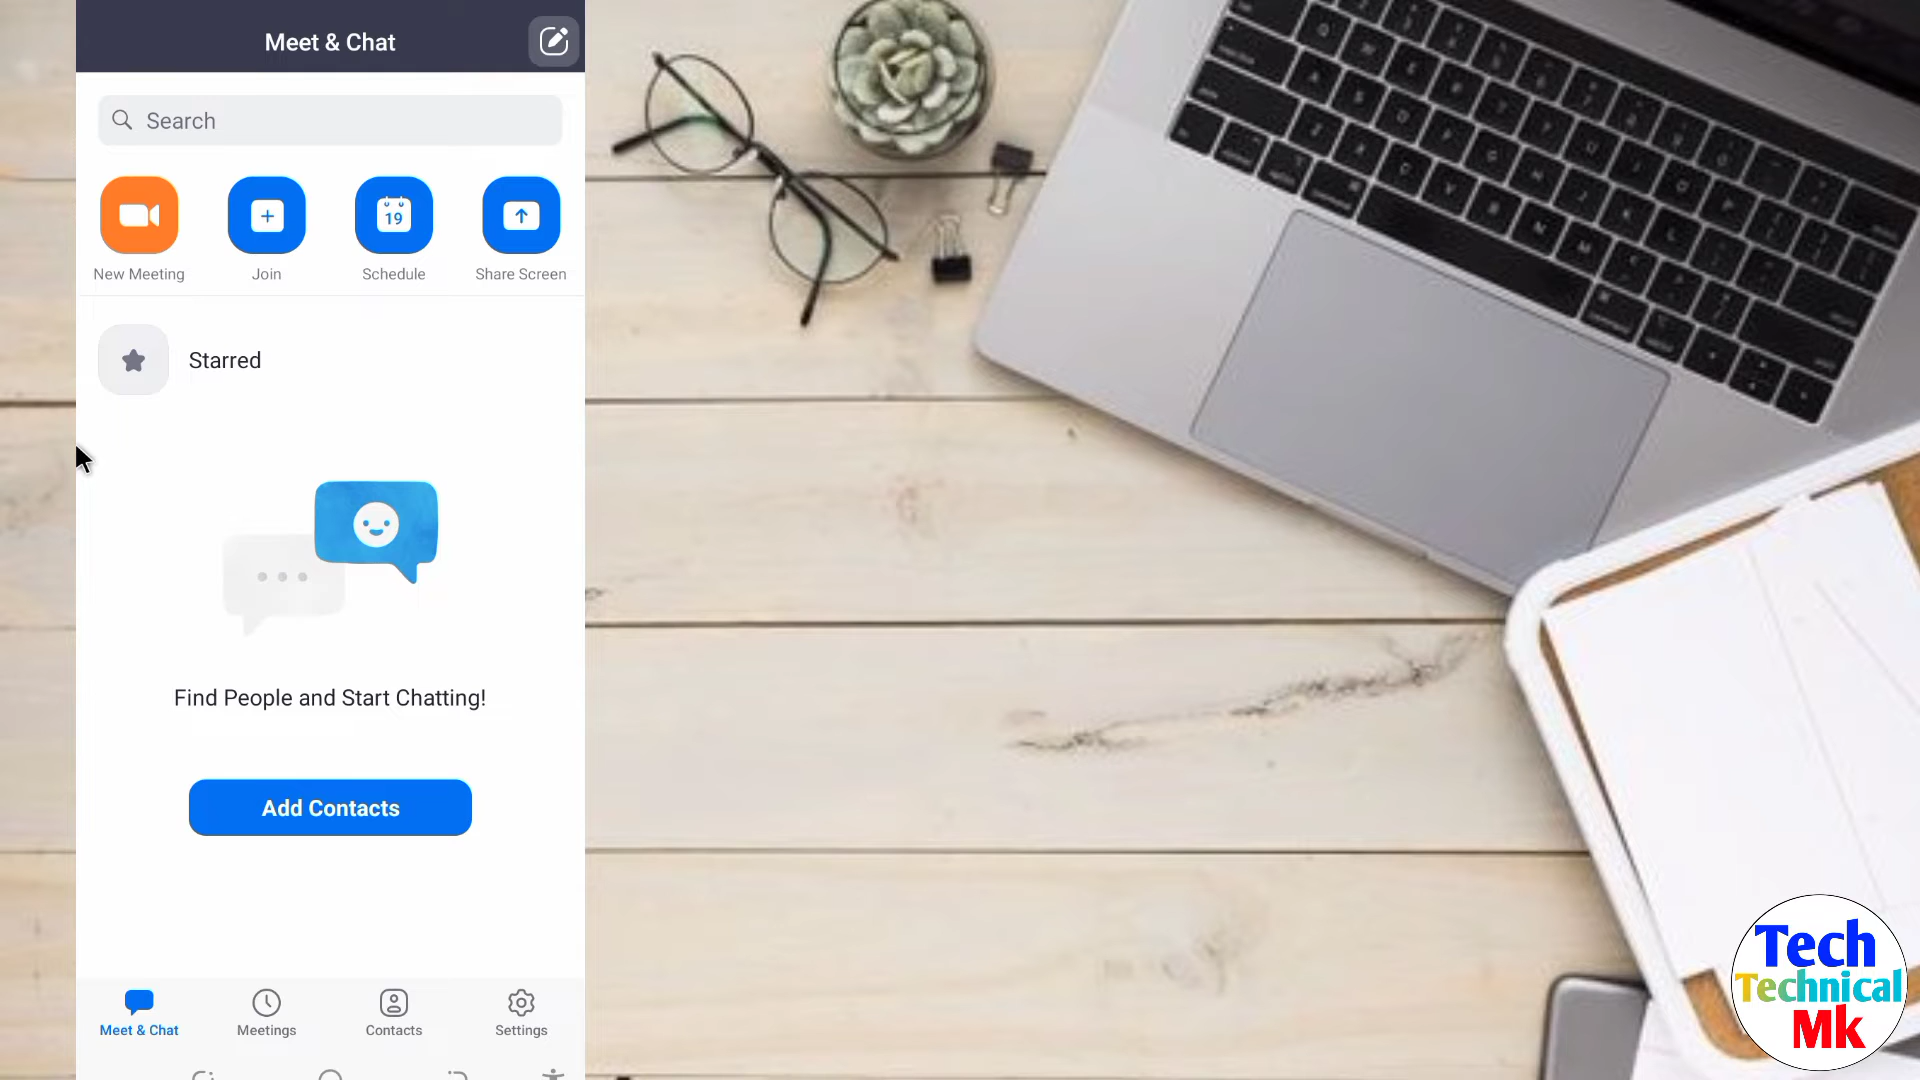 Meet & Chat
Search
19
New Meeting
Join
Schedule
Share Screen
Starred
Find People and Start Chatting!
Add Contacts
Meet & Chat
Meetings
Contacts
Settings
Tech
Technical
Mk